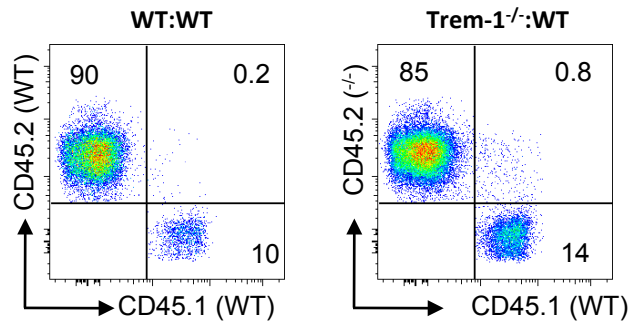 WT:WT
90
0.2
10
CD45.2 (WT)
CD45.1 (WT)
Trem-1-/-:WT
85
0.8
14
CD45.2 (-/-)
CD45.1 (WT)